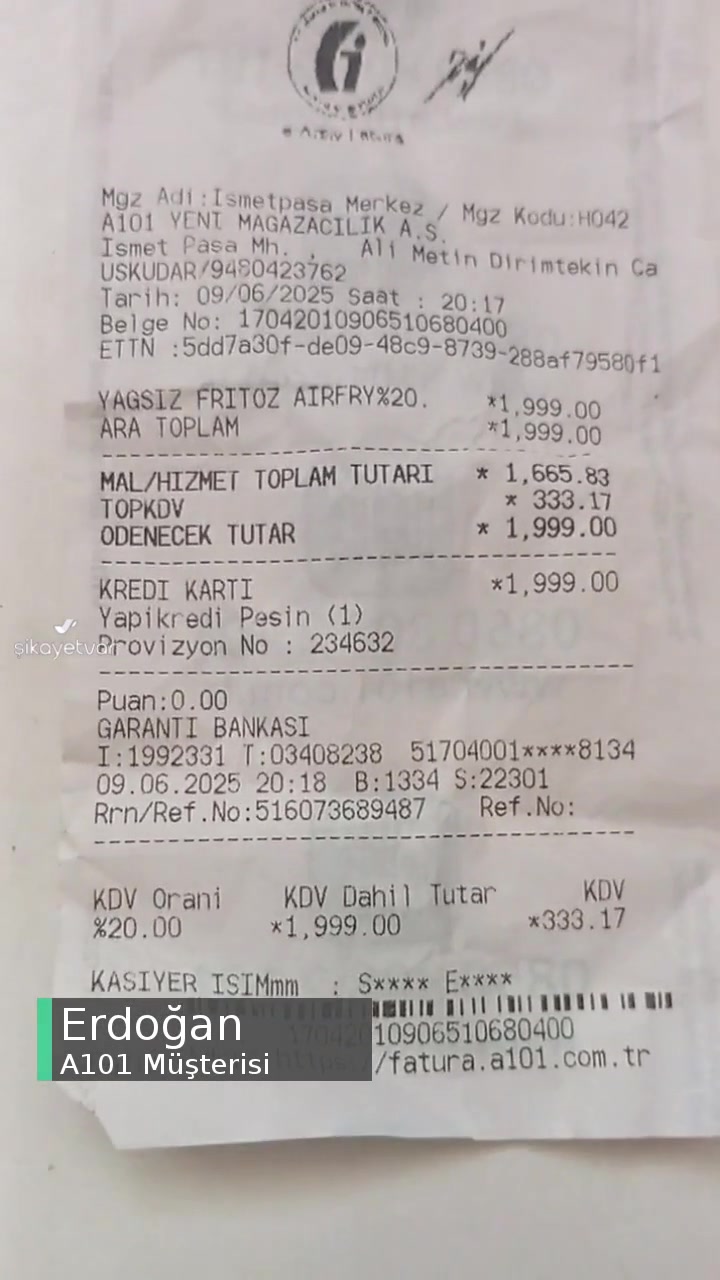 e Arşiv Fatura
Mgz Adi:Ismetpasa Merkez / Mgz Kodu:H042
A101 YENI MAGAZACILIK A.S.
Ismet Pasa Mh. , Ali Metin Dirimtekin Ca
USKUDAR/9480423762
Tarih: 09/06/2025 Saat : 20:17
Belge No: 17042010906510680400
ETTN :5dd7a30f-de09-48c9-8739-288af79580f1
YAGSIZ FRITOZ AIRFRY%20. *1,999.00
ARA TOPLAM *1,999.00
MAL/HIZMET TOPLAM TUTARI * 1,665.83
TOPKDV * 333.17
ODENECEK TUTAR * 1,999.00
KREDI KARTI *1,999.00
Yapikredi Pesin (1)
şikayetvar
Provizyon No : 234632
Puan:0.00
GARANTI BANKASI
I:1992331 T:03408238 51704001****8134
09.06.2025 20:18 B:1334 S:22301
Rrn/Ref.No:516073689487 Ref.No:
KDV Orani KDV Dahil Tutar KDV
%20.00 *1,999.00 *333.17
KASIYER ISIMmm : S**** E****
Erdoğan
17042010906510680400
A101 Müşterisi
https://fatura.a101.com.tr